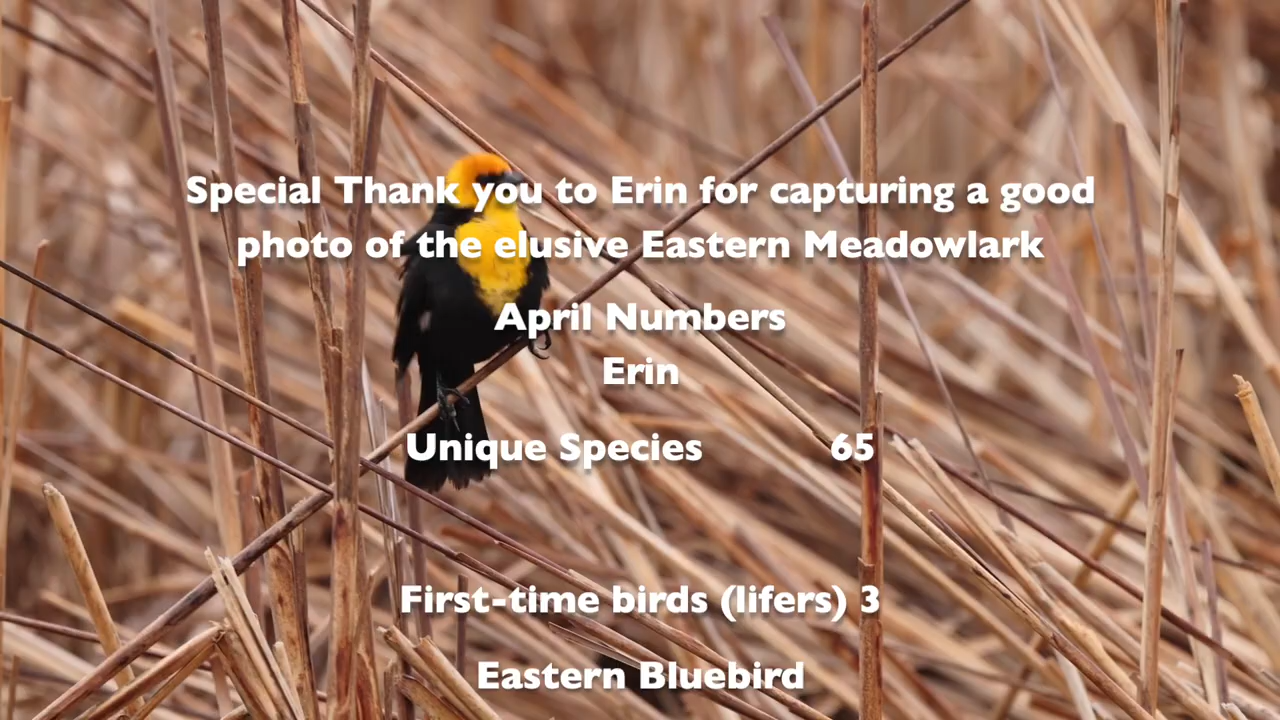 Special Thank you to Erin for capturing a good
photo of the elusive Eastern Meadowlark
April Numbers
Erin
Unique Species 65
First-time birds (lifers) 3
Eastern Bluebird